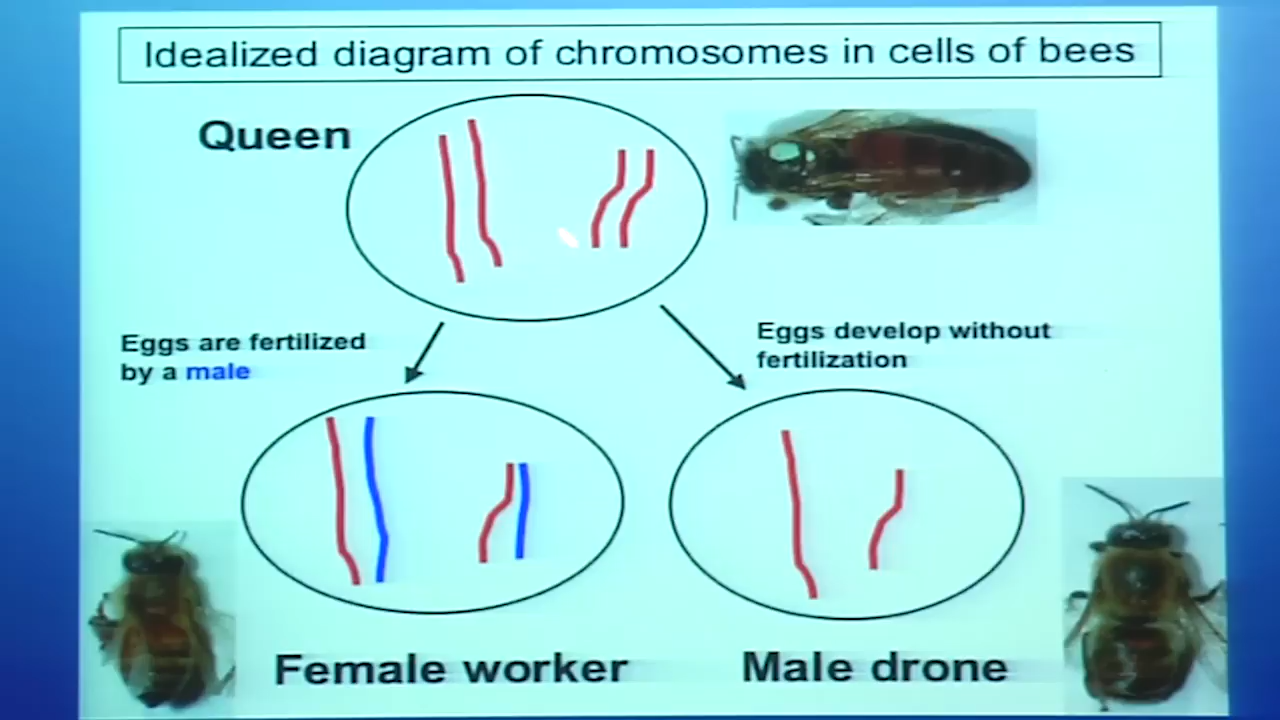 Idealized diagram of chromosomes in cells of bees
Queen
Eggs are fertilized
by a male
Eggs develop without
fertilization
Female worker
Male drone